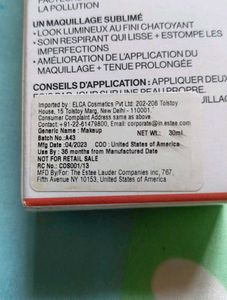 LA POLLUTION
UN MAQUILLAGE SUBLIMÉ
• LOOK LUMINEUX AU FINI CHATOYANT
• SOIN RESPIRANT QUI LISSE + ESTOMPE LES
IMPERFECTIONS
• AMÉLIORATION DE L'APPLICATION DU
MAQUILLAGE + TENUE PROLONGÉE
CONSEILS D'APPLICATION: APPLIQUER DEUX
Imported by : ELCA Cosmetics Pvt Ltd: 202-206 Tolstoy
House, 15 Tolstoy Marg, New Delhi - 110001.
Consumer Complaint Address same as above
Contact:+91-22-61479800, Email: corporate@in.estee.com
Generic Name : Makeup NET WT. 30ml
Batch No.:A43
Mfg Date :04/2023 COO : United States of America
Use By : 36 months from Manufactured Date
NOT FOR RETAIL SALE
RC No: COS001/13
MFD By/For: The Estee Lauder Companies inc, 767,
Fifth Avenue NY 10153, United States of America